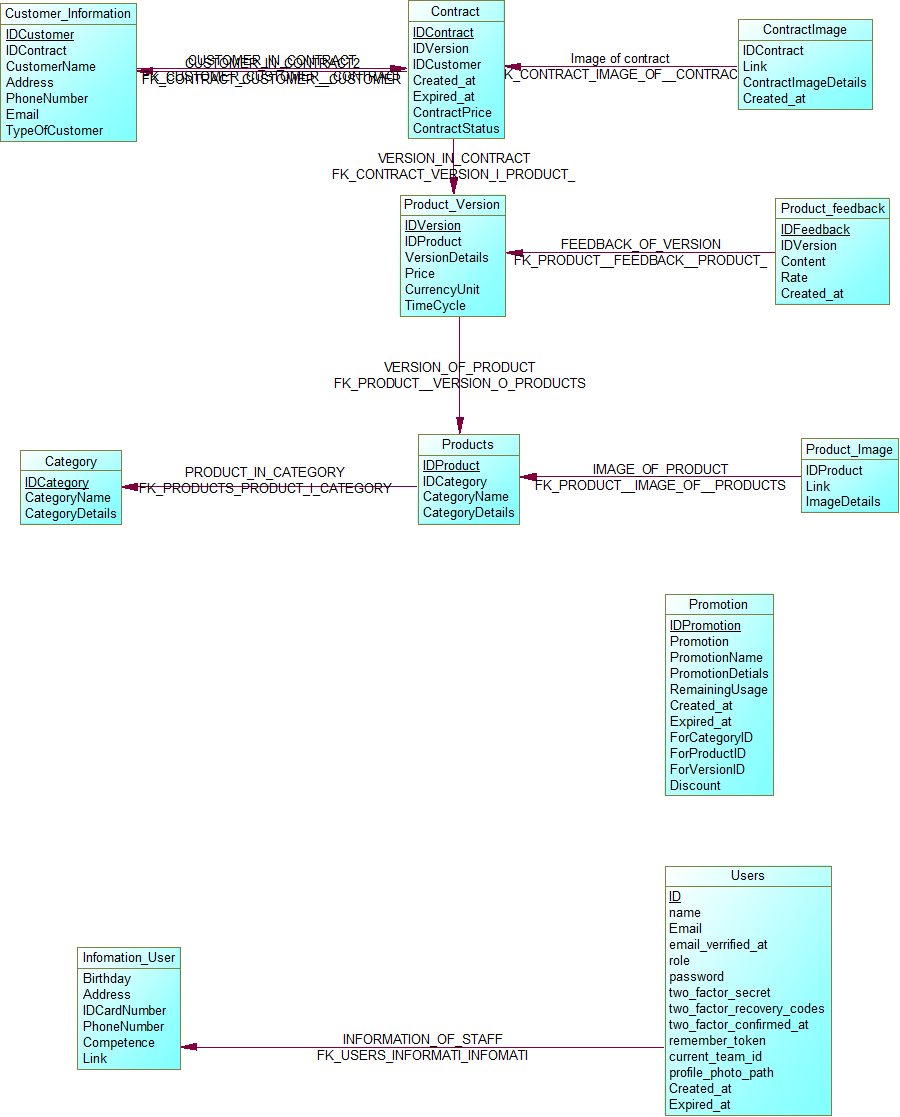 Customer_Information
IDCustomer
IDContract
CustomerName
Address
PhoneNumber
Email
TypeOfCustomer
CUSTOMER_IN_CONTRACT
CUSTOMER_IN_CONTRACT2
FK_CUSTOMER_CUSTOMER__CONTRACT
FK_CONTRACT_CUSTOMER__CUSTOMER
Contract
IDContract
IDVersion
IDCustomer
Created_at
Expired_at
ContractPrice
ContractStatus
Image of contract
FK_CONTRACT_IMAGE_OF__CONTRAC
ContractImage
IDContract
Link
ContractImageDetails
Created_at
VERSION_IN_CONTRACT
FK_CONTRACT_VERSION_I_PRODUCT_
Product_Version
IDVersion
IDProduct
VersionDetails
Price
CurrencyUnit
TimeCycle
FEEDBACK_OF_VERSION
FK_PRODUCT__FEEDBACK__PRODUCT_
Product_feedback
IDFeedback
IDVersion
Content
Rate
Created_at
VERSION_OF_PRODUCT
FK_PRODUCT__VERSION_O_PRODUCTS
Category
IDCategory
CategoryName
CategoryDetails
PRODUCT_IN_CATEGORY
FK_PRODUCTS_PRODUCT_I_CATEGORY
Products
IDProduct
IDCategory
CategoryName
CategoryDetails
IMAGE_OF_PRODUCT
FK_PRODUCT__IMAGE_OF__PRODUCTS
Product_Image
IDProduct
Link
ImageDetails
Promotion
IDPromotion
Promotion
PromotionName
PromotionDetials
RemainingUsage
Created_at
Expired_at
ForCategoryID
ForProductID
ForVersionID
Discount
Infomation_User
Birthday
Address
IDCardNumber
PhoneNumber
Competence
Link
INFORMATION_OF_STAFF
FK_USERS_INFORMATI_INFOMATI
Users
ID
name
Email
email_verrified_at
role
password
two_factor_secret
two_factor_recovery_codes
two_factor_confirmed_at
remember_token
current_team_id
profile_photo_path
Created_at
Expired_at